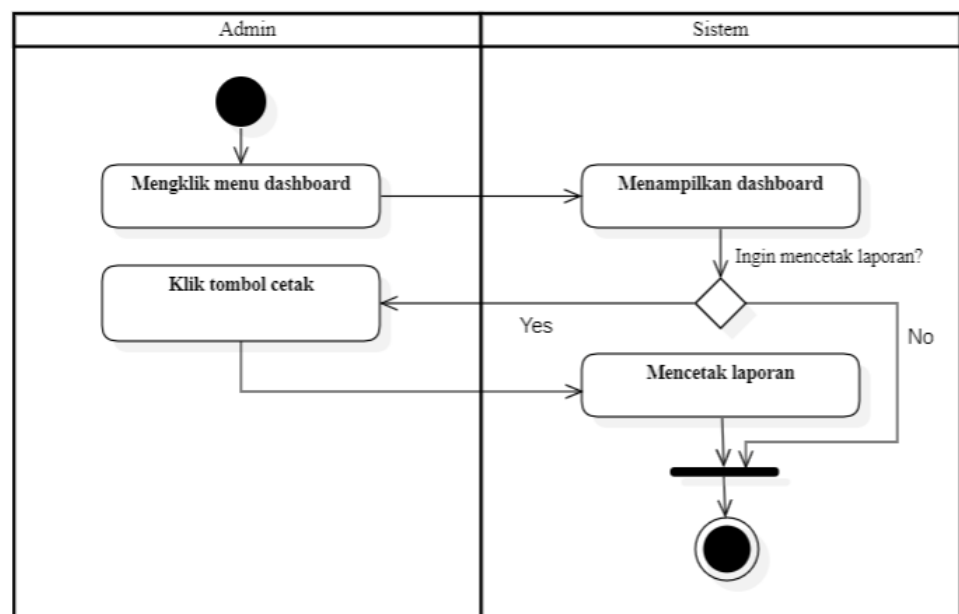 Admin
Sistem
Mengklik menu dashboard
Menampilkan dashboard
Ingin mencetak laporan?
Klik tombol cetak
Yes
No
Mencetak laporan